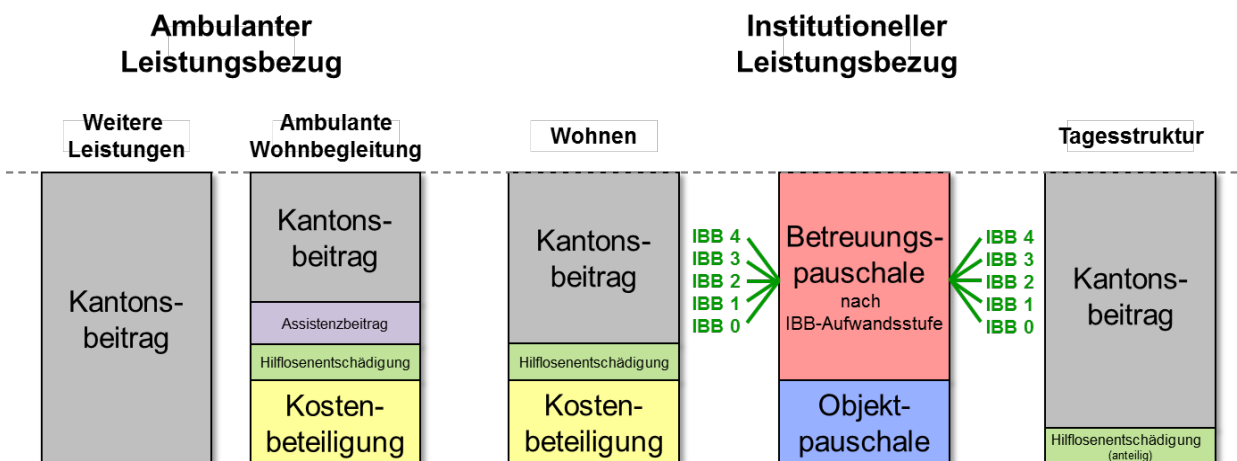 Ambulanter
Leistungsbezug
Institutioneller
Leistungsbezug
Weitere
Leistungen
Ambulante
Wohnbegleitung
Wohnen
Tagesstruktur
Kantons-
beitrag
Kantons-
beitrag
Assistenzbeitrag
Hilflosenentschädigung
Kosten-
beteiligung
Kantons-
beitrag
Hilflosenentschädigung
Kosten-
beteiligung
IBB 4
IBB 3
IBB 2
IBB 1
IBB 0
Betreuungs-
pauschale
nach
IBB-Aufwandsstufe
Objekt-
pauschale
IBB 4
IBB 3
IBB 2
IBB 1
IBB 0
Kantons-
beitrag
Hilflosenentschädigung
(anteilig)